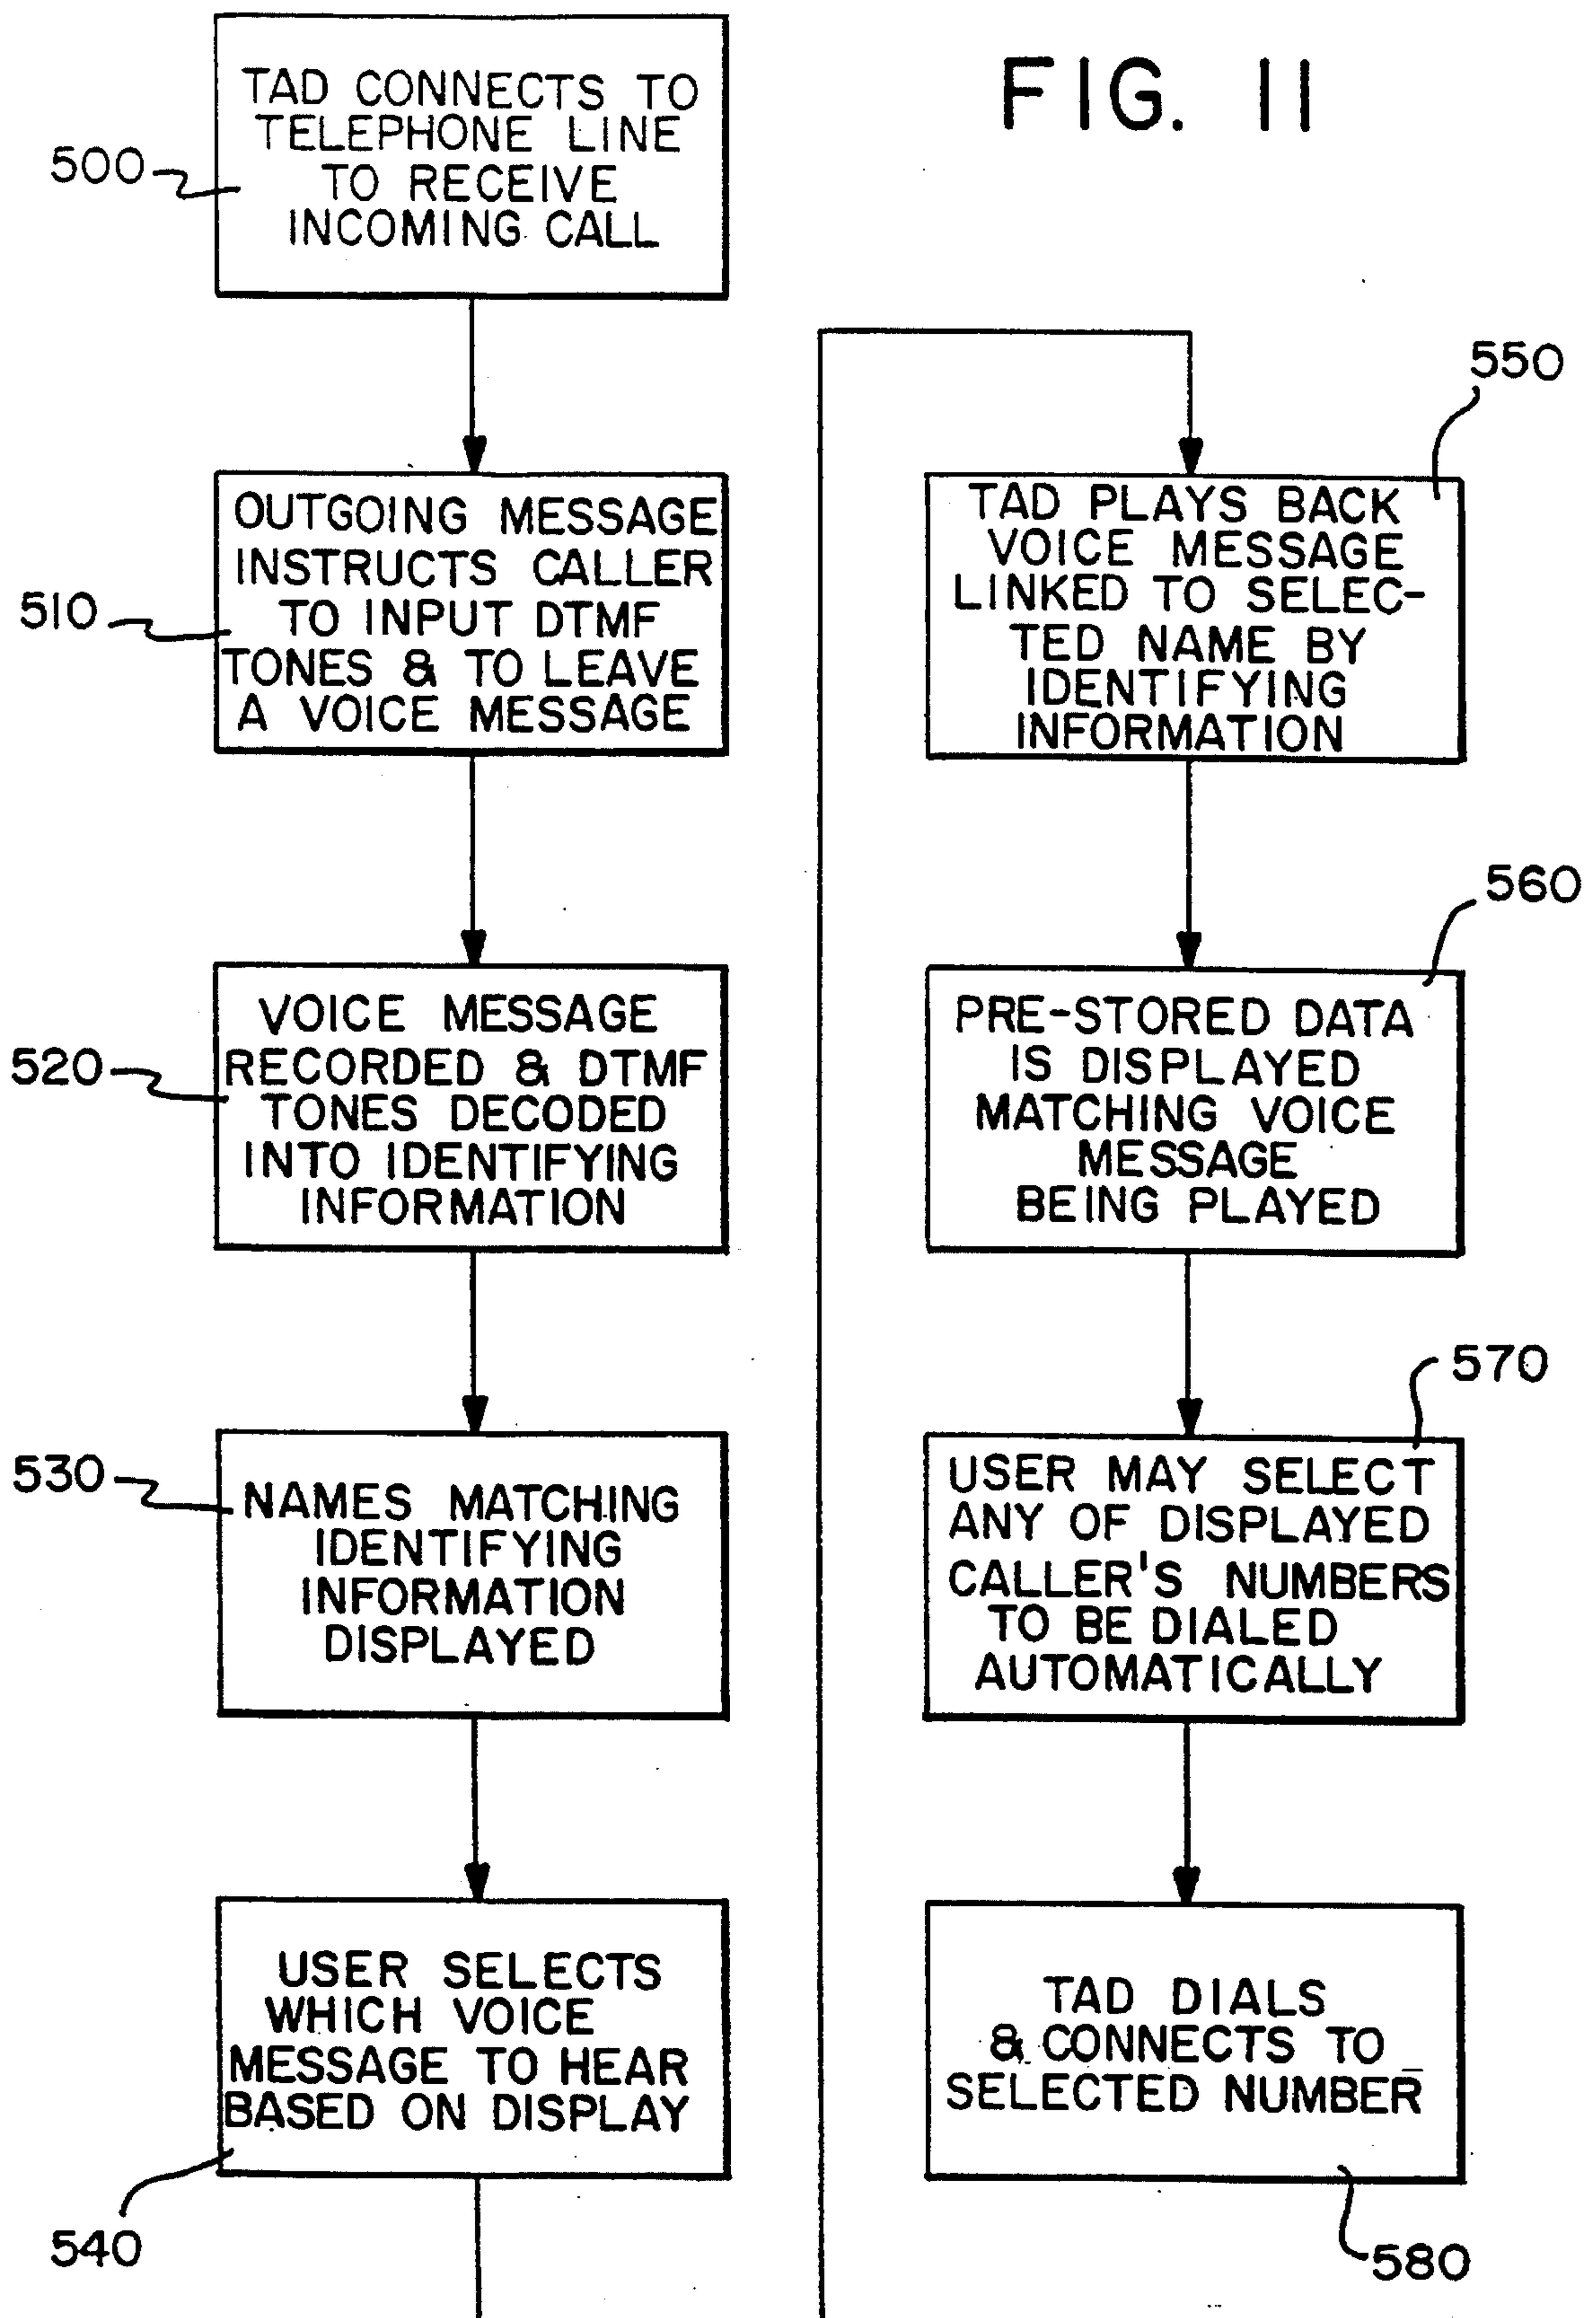 FIG. 11
500
TAD CONNECTS TO
TELEPHONE LINE
TO RECEIVE
INCOMING CALL
510
OUTGOING MESSAGE
INSTRUCTS CALLER
TO INPUT DTMF
TONES & TO LEAVE
A VOICE MESSAGE
520
VOICE MESSAGE
RECORDED & DTMF
TONES DECODED
INTO IDENTIFYING
INFORMATION
530
NAMES MATCHING
IDENTIFYING
INFORMATION
DISPLAYED
USER SELECTS
WHICH VOICE
MESSAGE TO HEAR
BASED ON DISPLAY
540
550
TAD PLAYS BACK
VOICE MESSAGE
LINKED TO SELEC-
TED NAME BY
IDENTIFYING
INFORMATION
560
PRE-STORED DATA
IS DISPLAYED
MATCHING VOICE
MESSAGE
BEING PLAYED
570
USER MAY SELECT
ANY OF DISPLAYED
CALLER'S NUMBERS
TO BE DIALED
AUTOMATICALLY
TAD DIALS
& CONNECTS TO
SELECTED NUMBER
580